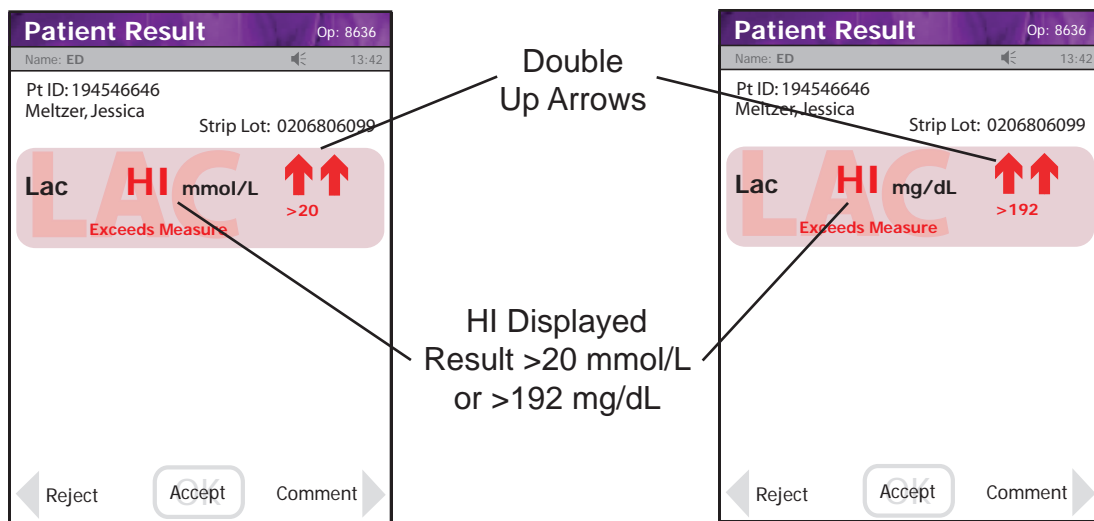 Patient Result Op: 8636
Name: ED 13:42
Pt ID: 194546646
Meltzer, Jessica
Strip Lot: 0206806099
LAC
Lac HI mmol/L
>20
Exceeds Measure
Reject OK Accept Comment
Double
Up Arrows
HI Displayed
Result >20 mmol/L
or >192 mg/dL
Patient Result Op: 8636
Name: ED 13:42
Pt ID: 194546646
Meltzer, Jessica
Strip Lot: 0206806099
LAC
Lac HI mg/dL
>192
Exceeds Measure
Reject OK Accept Comment